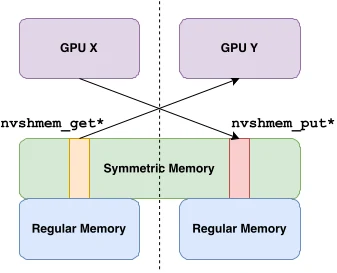 GPU X
GPU Y
nvshmem_get*
nvshmem_put*
Symmetric Memory
Regular Memory
Regular Memory